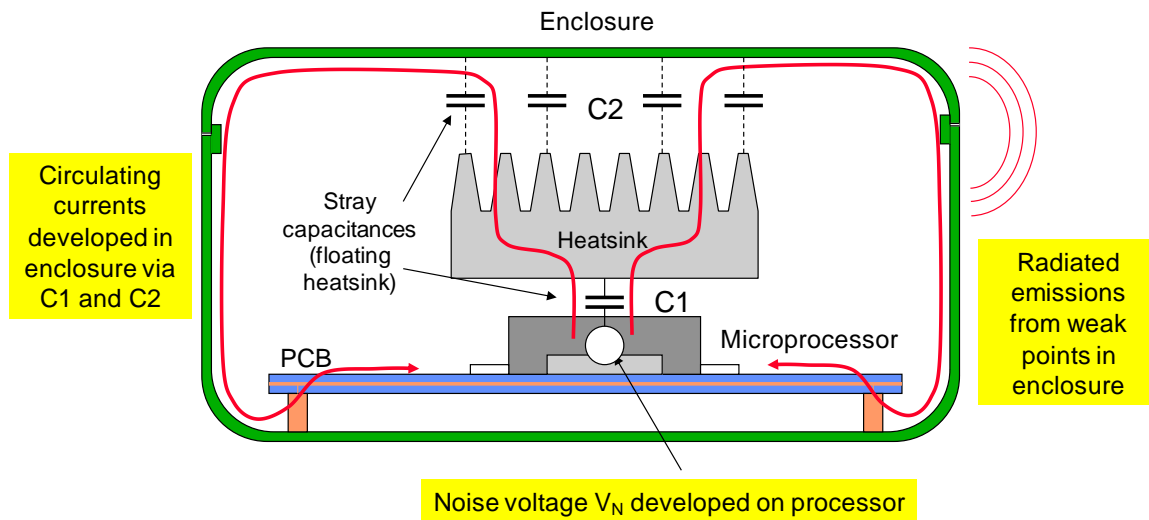 Enclosure
C2
Circulating
currents
developed in
enclosure via
C1 and C2
Stray
capacitances
(floating
heatsink)
Heatsink
C1
Radiated
emissions
from weak
points in
enclosure
PCB
Microprocessor
Noise voltage V_N developed on processor